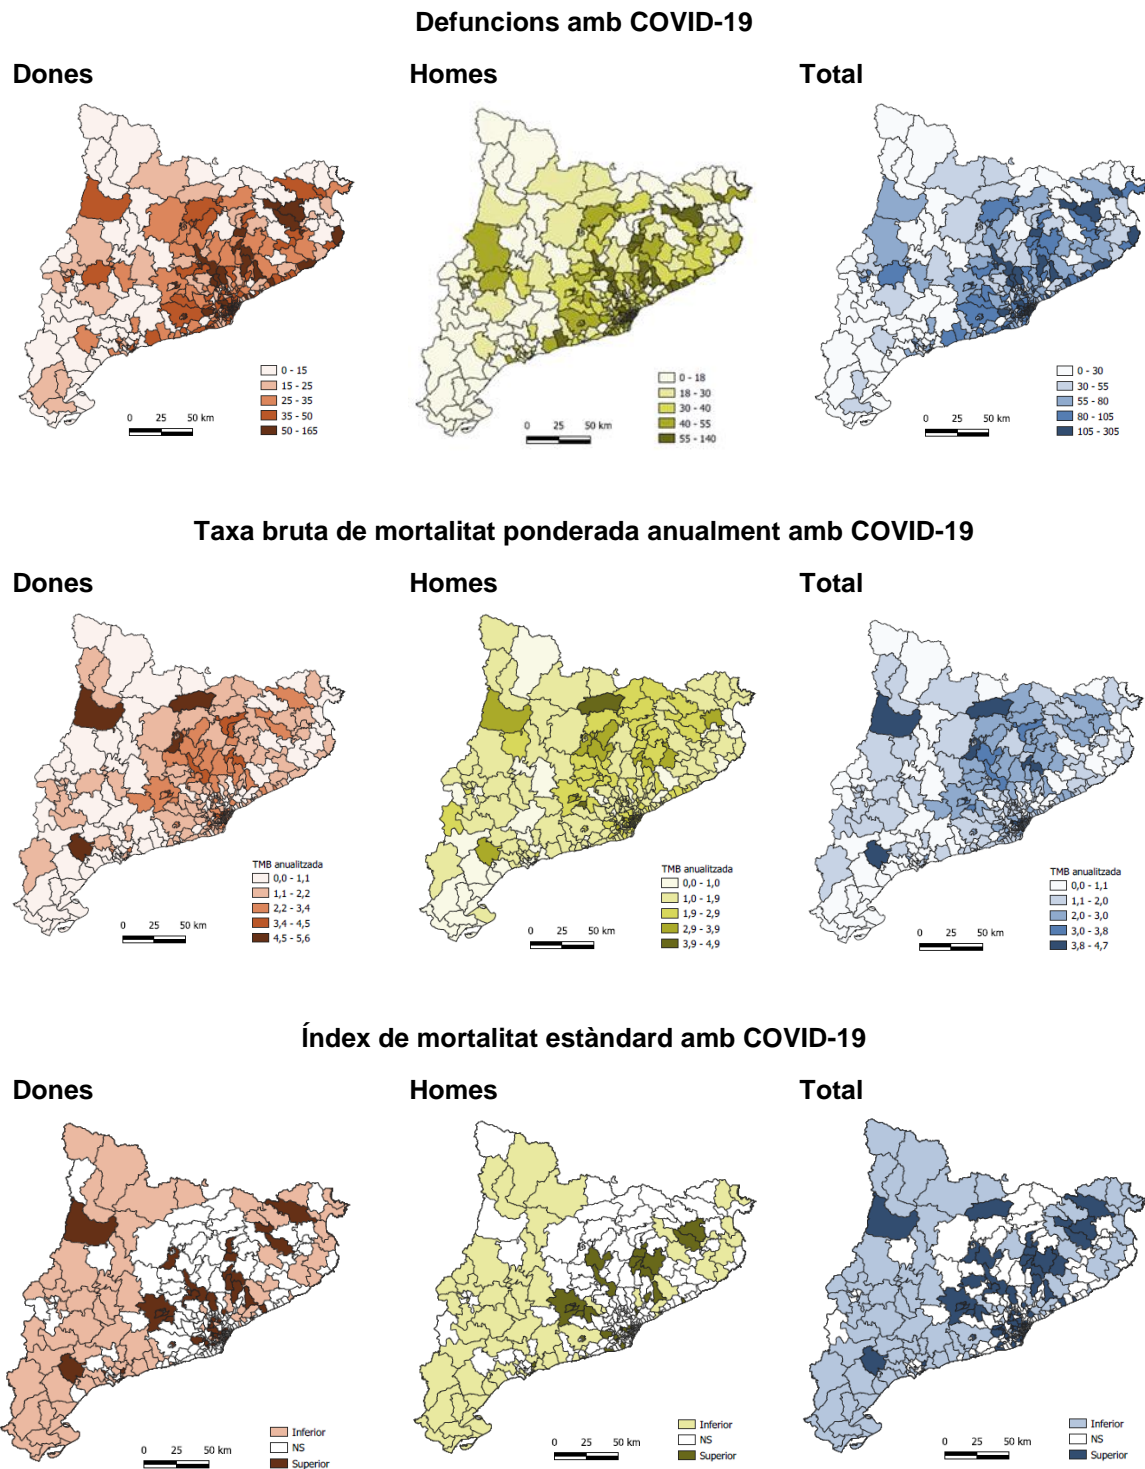 Defuncions amb COVID-19
Dones
Homes
Total
0 - 15
15 - 25
25 - 35
35 - 50
50 - 165
0 25 50 km
0 - 18
18 - 30
30 - 40
40 - 55
55 - 140
0 25 50 km
0 - 30
30 - 55
55 - 80
80 - 105
105 - 305
0 25 50 km
Taxa bruta de mortalitat ponderada anualment amb COVID-19
Dones
Homes
Total
TMB anualitzada
0,0 - 1,1
1,1 - 2,2
2,2 - 3,4
3,4 - 4,5
4,5 - 5,6
0 25 50 km
TMB anualitzada
0,0 - 1,0
1,0 - 1,9
1,9 - 2,9
2,9 - 3,9
3,9 - 4,9
0 25 50 km
TMB anualitzada
0,0 - 1,1
1,1 - 2,0
2,0 - 3,0
3,0 - 3,8
3,8 - 4,7
0 25 50 km
Índex de mortalitat estàndard amb COVID-19
Dones
Homes
Total
Inferior
NS
Superior
0 25 50 km
Inferior
NS
Superior
0 25 50 km
Inferior
NS
Superior
0 25 50 km